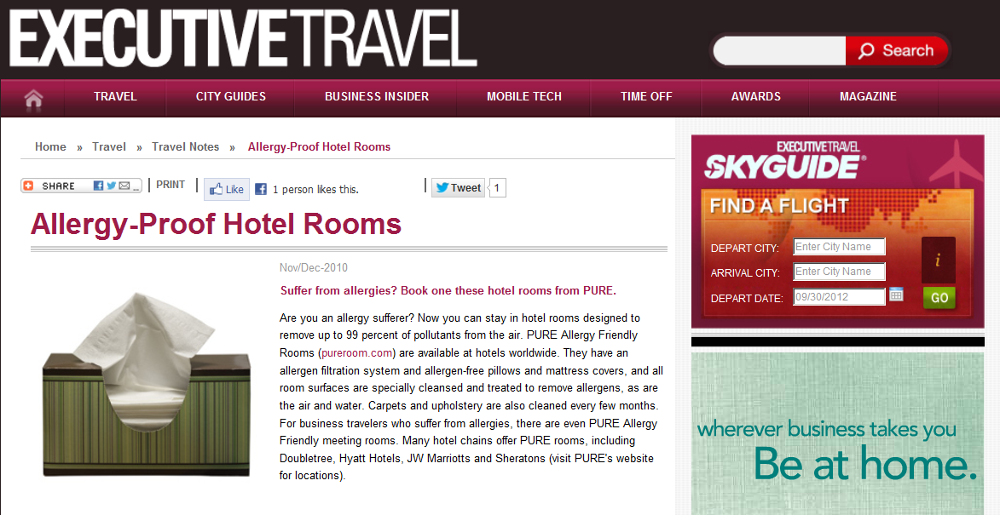 EXECUTIVETRAVEL
Search
TRAVEL
CITY GUIDES
BUSINESS INSIDER
MOBILE TECH
TIME OFF
AWARDS
MAGAZINE
Home » Travel » Travel Notes » Allergy-Proof Hotel Rooms
SHARE ...
PRINT
Like
1 person likes this.
Tweet
1
Allergy-Proof Hotel Rooms
Nov/Dec-2010
Suffer from allergies? Book one these hotel rooms from PURE.
Are you an allergy sufferer? Now you can stay in hotel rooms designed to
remove up to 99 percent of pollutants from the air. PURE Allergy Friendly
Rooms (pureroom.com) are available at hotels worldwide. They have an
allergen filtration system and allergen-free pillows and mattress covers, and all
room surfaces are specially cleansed and treated to remove allergens, as are
the air and water. Carpets and upholstery are also cleaned every few months.
For business travelers who suffer from allergies, there are even PURE Allergy
Friendly meeting rooms. Many hotel chains offer PURE rooms, including
Doubletree, Hyatt Hotels, JW Marriotts and Sheratons (visit PURE's website
for locations).
EXECUTIVETRAVEL
SKYGUIDE®
FIND A FLIGHT
DEPART CITY: Enter City Name
ARRIVAL CITY: Enter City Name
DEPART DATE: 09/30/2012
i
GO
wherever business takes you
Be at home.